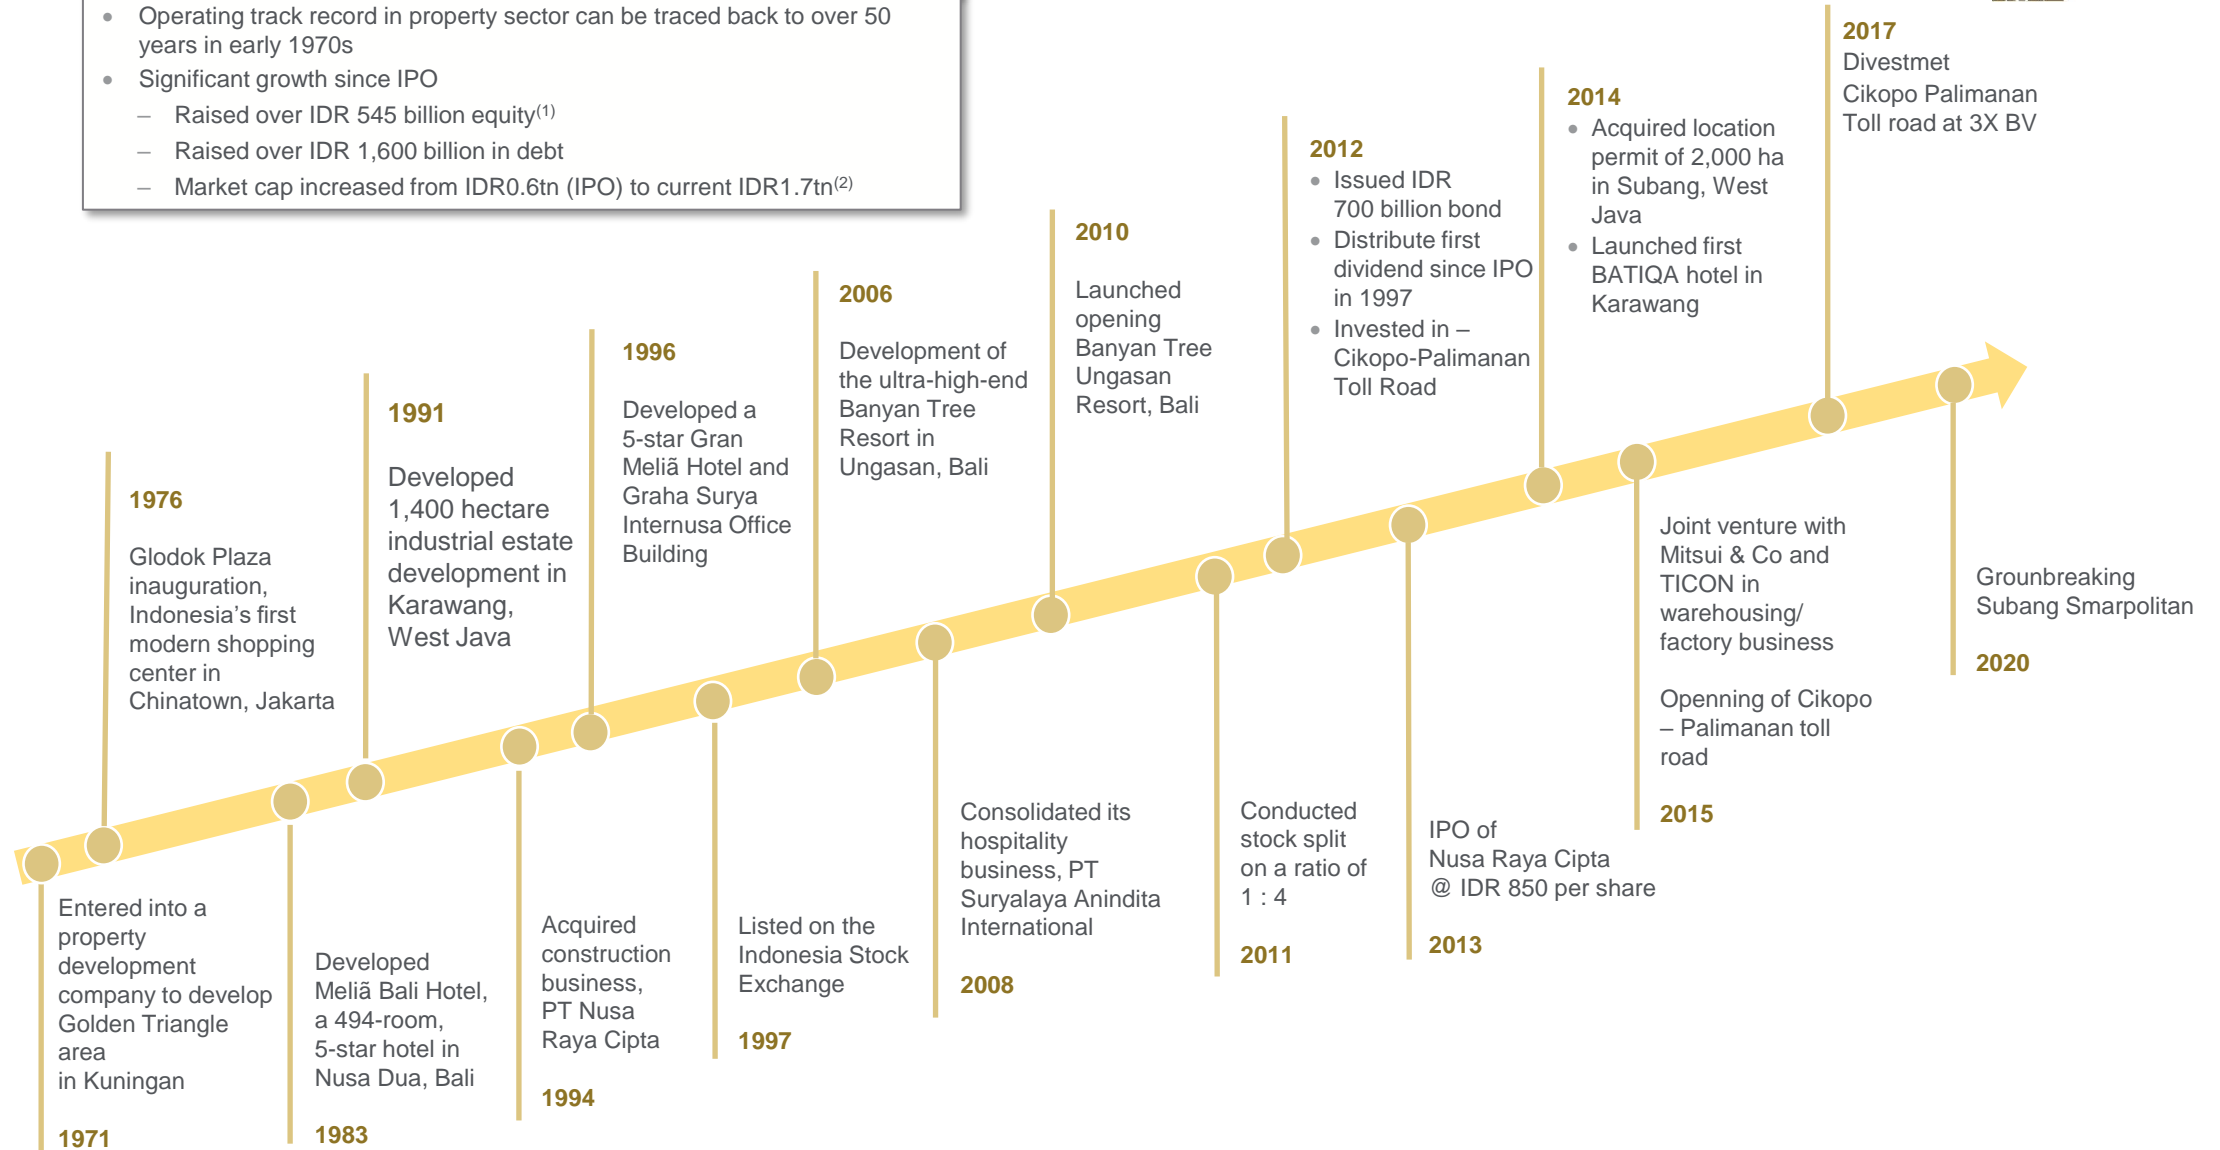 • Operating track record in property sector can be traced back to over 50
years in early 1970s
• Significant growth since IPO
– Raised over IDR 545 billion equity(1)
– Raised over IDR 1,600 billion in debt
– Market cap increased from IDR0.6tn (IPO) to current IDR1.7tn(2)
1976
Glodok Plaza
inauguration,
Indonesia's first
modern shopping
center in
Chinatown, Jakarta
1991
Developed
1,400 hectare
industrial estate
development in
Karawang,
West Java
1996
Developed a
5-star Gran
Meliã Hotel and
Graha Surya
Internusa Office
Building
2006
Development of
the ultra-high-end
Banyan Tree
Resort in
Ungasan, Bali
2010
Launched
opening
Banyan Tree
Ungasan
Resort, Bali
2012
• Issued IDR
700 billion bond
• Distribute first
dividend since IPO
in 1997
• Invested in –
Cikopo-Palimanan
Toll Road
2014
• Acquired location
permit of 2,000 ha
in Subang, West
Java
• Launched first
BATIQA hotel in
Karawang
2017
Divestmet
Cikopo Palimanan
Toll road at 3X BV
Entered into a
property
development
company to develop
Golden Triangle
area
in Kuningan
1971
Developed
Meliã Bali Hotel,
a 494-room,
5-star hotel in
Nusa Dua, Bali
1983
Acquired
construction
business,
PT Nusa
Raya Cipta
1994
Listed on the
Indonesia Stock
Exchange
1997
Consolidated its
hospitality
business, PT
Suryalaya Anindita
International
2008
Conducted
stock split
on a ratio of
1 : 4
2011
IPO of
Nusa Raya Cipta
@ IDR 850 per share
2013
Joint venture with
Mitsui & Co and
TICON in
warehousing/
factory business
Openning of Cikopo
– Palimanan toll
road
2015
Grounbreaking
Subang Smarpolitan
2020